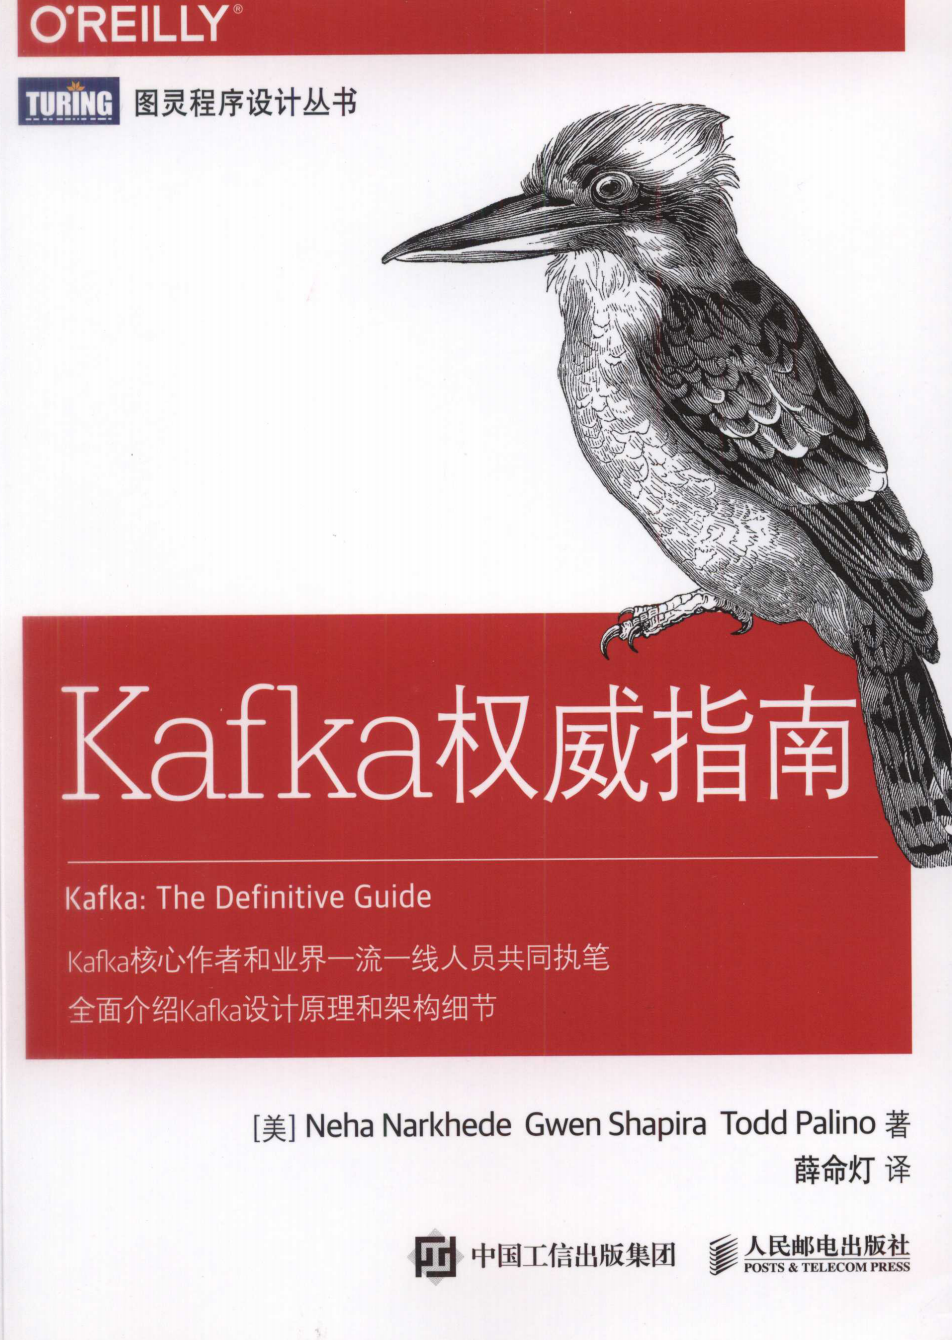 O'REILLY®
TURING 图灵程序设计丛书
Kafka权威指南
Kafka: The Definitive Guide
Kafka核心作者和业界一流一线人员共同执笔
全面介绍Kafka设计原理和架构细节
[美] Neha Narkhede Gwen Shapira Todd Palino 著
薛命灯 译
中国工信出版集团 人民邮电出版社
POSTS & TELECOM PRESS